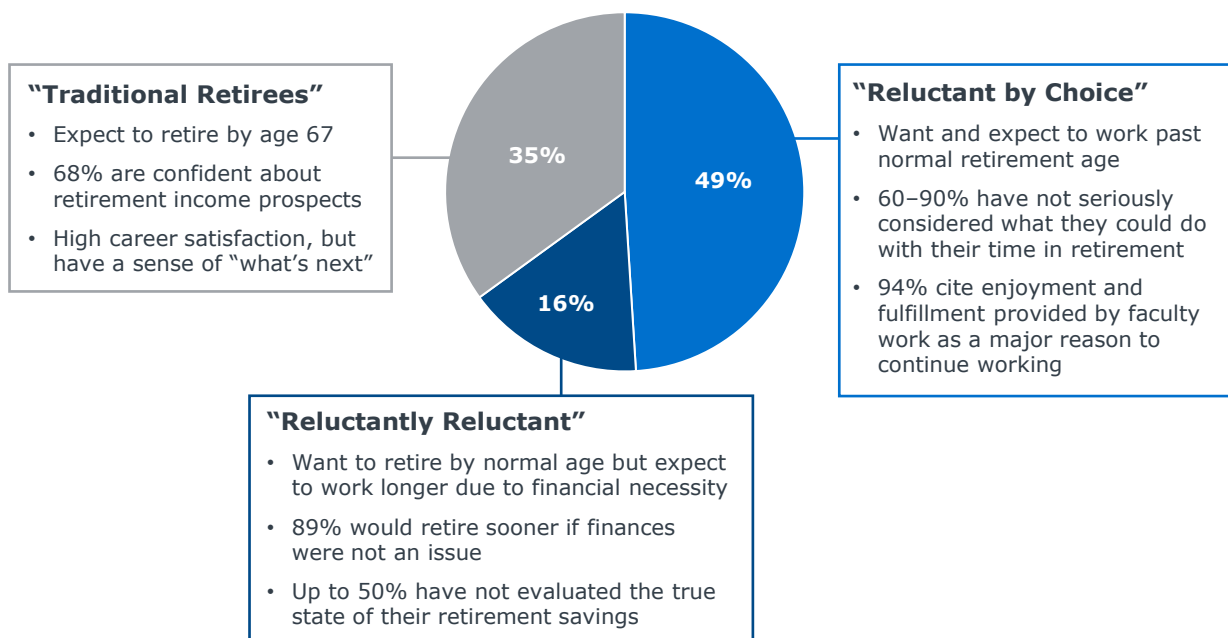 “Traditional Retirees”
• Expect to retire by age 67
• 68% are confident about
retirement income prospects
• High career satisfaction, but
have a sense of “what’s next”
35%
49%
16%
“Reluctant by Choice”
• Want and expect to work past
normal retirement age
• 60–90% have not seriously
considered what they could do
with their time in retirement
• 94% cite enjoyment and
fulfillment provided by faculty
work as a major reason to
continue working
“Reluctantly Reluctant”
• Want to retire by normal age but expect
to work longer due to financial necessity
• 89% would retire sooner if finances
were not an issue
• Up to 50% have not evaluated the true
state of their retirement savings